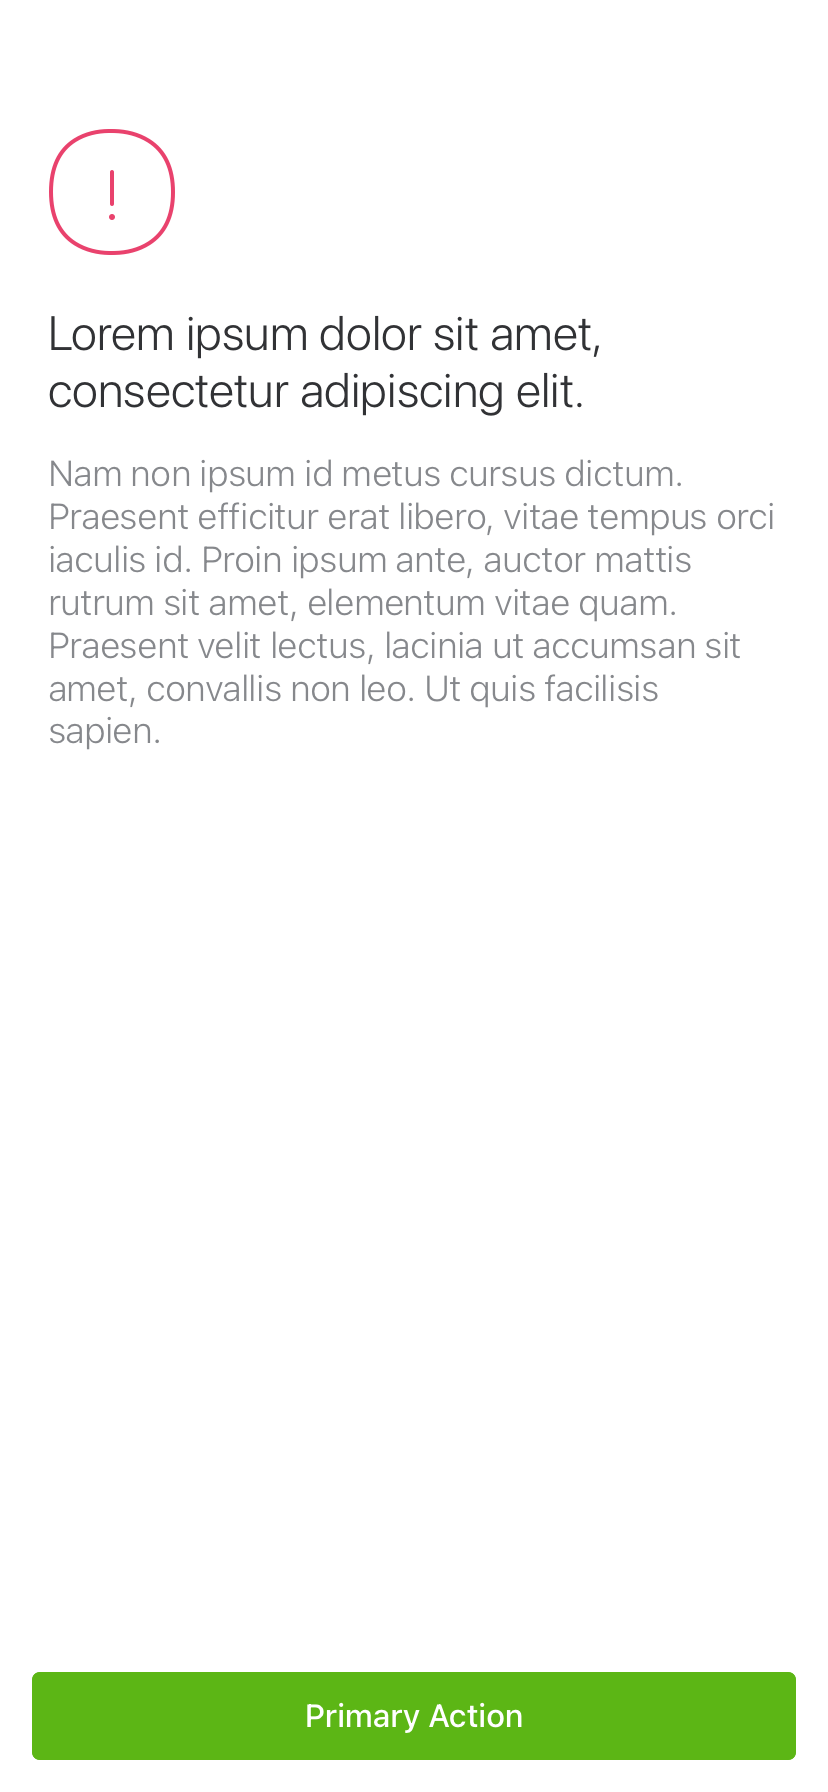 Lorem ipsum dolor sit amet,
consectetur adipiscing elit.
Nam non ipsum id metus cursus dictum.
Praesent efficitur erat libero, vitae tempus orci
iaculis id. Proin ipsum ante, auctor mattis
rutrum sit amet, elementum vitae quam.
Praesent velit lectus, lacinia ut accumsan sit
amet, convallis non leo. Ut quis facilisis
sapien.
Primary Action